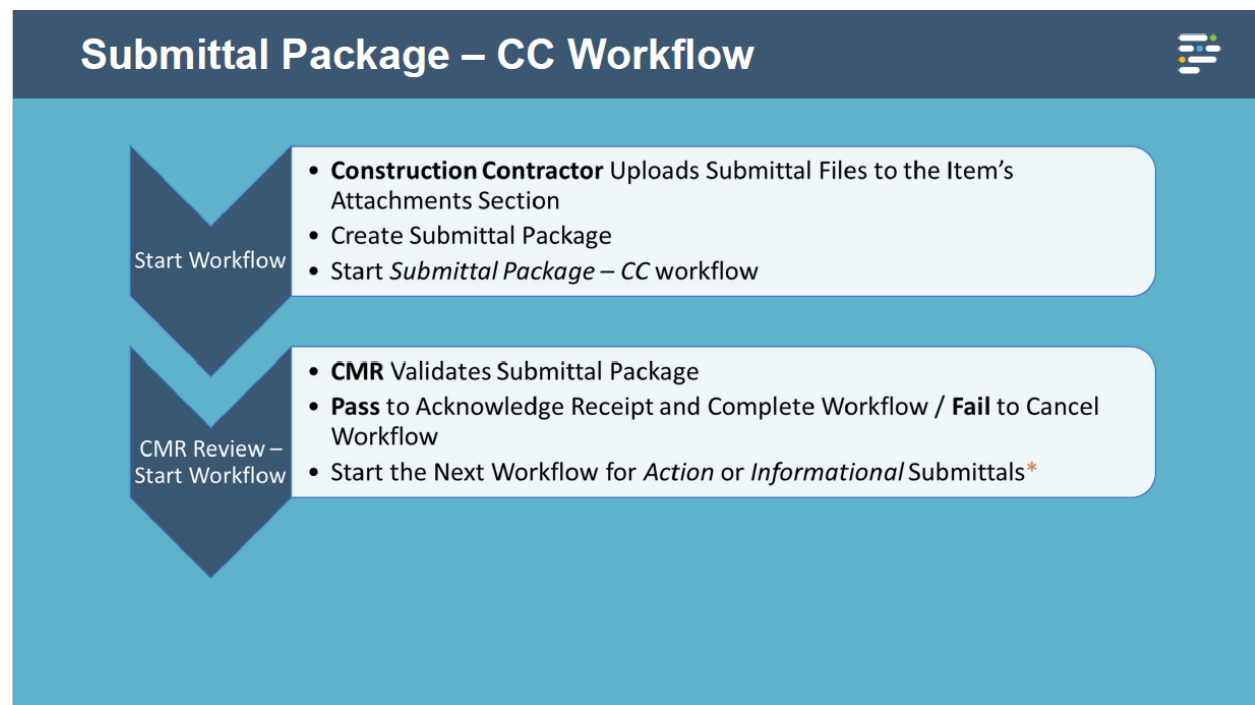 Submittal Package – CC Workflow
Start Workflow
• Construction Contractor Uploads Submittal Files to the Item’s
Attachments Section
• Create Submittal Package
• Start Submittal Package – CC workflow
CMR Review –
Start Workflow
• CMR Validates Submittal Package
• Pass to Acknowledge Receipt and Complete Workflow / Fail to Cancel
Workflow
• Start the Next Workflow for Action or Informational Submittals*